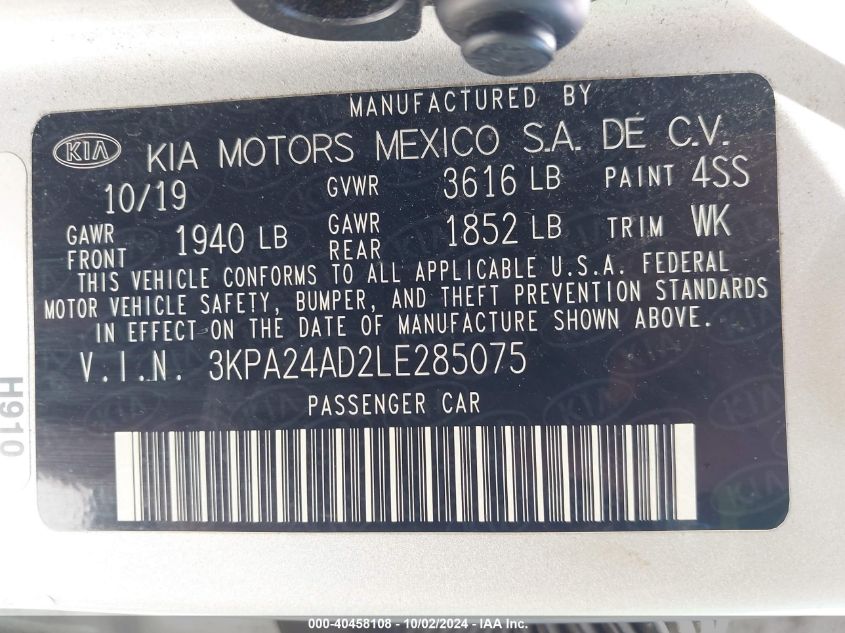 MANUFACTURED BY
KIA KIA MOTORS MEXICO S.A. DE C.V.
10/19 GVWR 3616 LB PAINT 4SS
GAWR FRONT 1940 LB GAWR REAR 1852 LB TRIM WK
THIS VEHICLE CONFORMS TO ALL APPLICABLE U.S.A. FEDERAL
MOTOR VEHICLE SAFETY, BUMPER, AND THEFT PREVENTION STANDARDS
IN EFFECT ON THE DATE OF MANUFACTURE SHOWN ABOVE.
V.I.N. 3KPA24AD2LE285075
PASSENGER CAR
H910
000-40458108 - 10/02/2024 - IAA Inc.